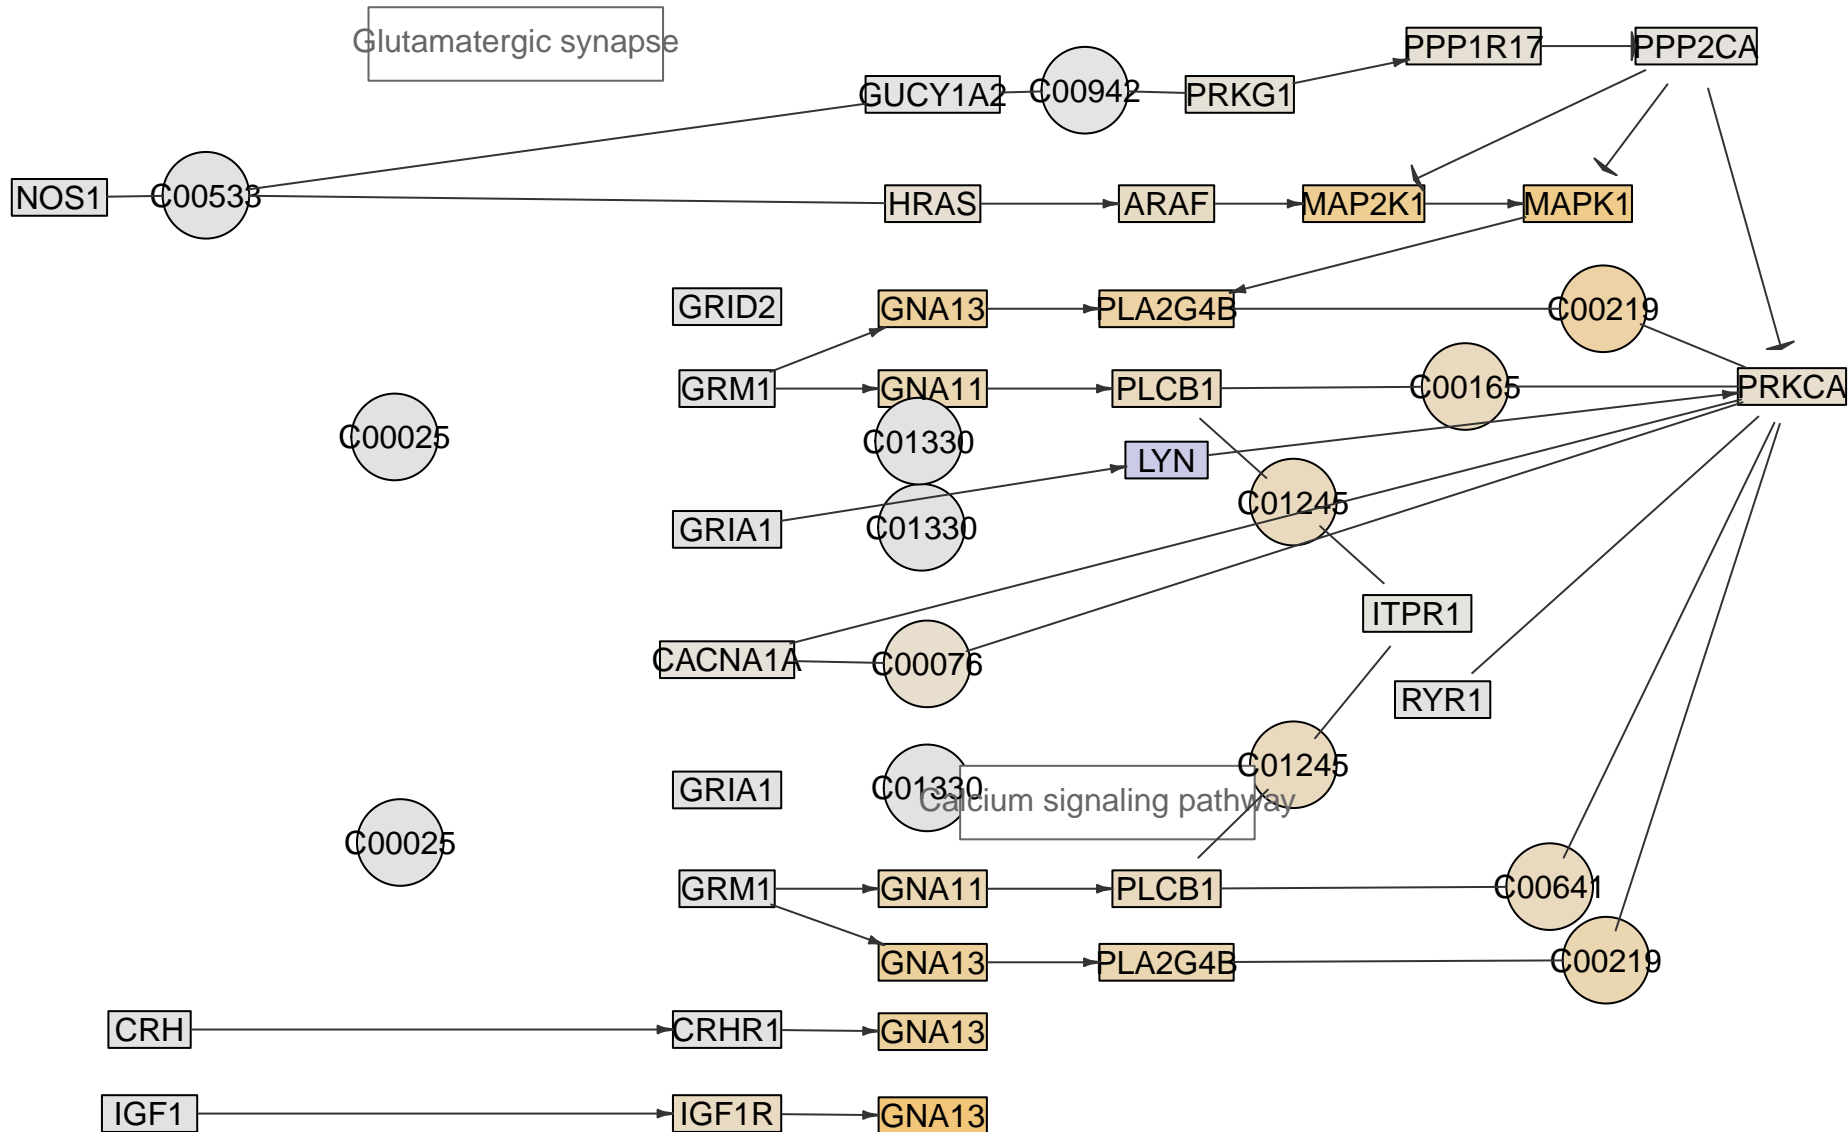 Glutamatergic synapse
PPP1R17
PPP2CA
GUCY1A2
C00942
PRKG1
NOS1
C00533
HRAS
ARAF
MAP2K1
MAPK1
GRID2
GNA13
PLA2G4B
C00219
GRM1
GNA11
PLCB1
C00165
PRKCA
C00025
C01330
LYN
GRIA1
C01330
C01245
ITPR1
CACNA1A
C00076
RYR1
GRIA1
C01330
C01245
Calcium signaling pathway
C00025
GRM1
GNA11
PLCB1
C00641
GNA13
PLA2G4B
C00219
CRH
CRHR1
GNA13
IGF1
IGF1R
GNA13